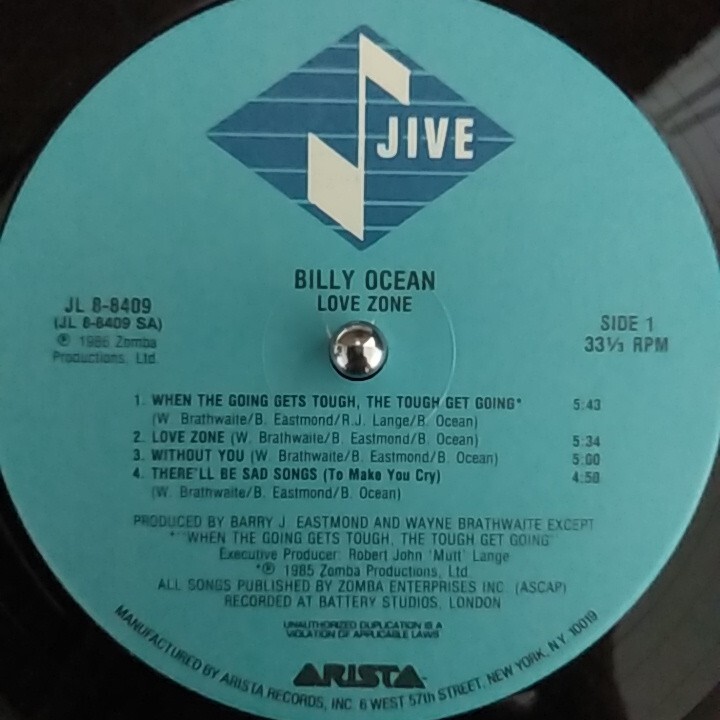 JIVE
BILLY OCEAN
LOVE ZONE
JL 8-8409
(JL 8-8409 SA)
℗ 1986 Zomba
Productions, Ltd.
SIDE 1
33⅓ RPM
1. WHEN THE GOING GETS TOUGH, THE TOUGH GET GOING* 5:43
(W. Brathwaite/B. Eastmond/R.J. Lange/B. Ocean)
2. LOVE ZONE (W. Brathwaite/B. Eastmond/B. Ocean) 5:34
3. WITHOUT YOU (W. Brathwaite/B. Eastmond/B. Ocean) 5:00
4. THERE'LL BE SAD SONGS (To Make You Cry) 4:50
(W. Brathwaite/B. Eastmond/B. Ocean)
PRODUCED BY BARRY J. EASTMOND AND WAYNE BRATHWAITE EXCEPT
*"WHEN THE GOING GETS TOUGH, THE TOUGH GET GOING"
Executive Producer: Robert John 'Mutt' Lange
*℗ 1985 Zomba Productions, Ltd.
ALL SONGS PUBLISHED BY ZOMBA ENTERPRISES INC. (ASCAP)
RECORDED AT BATTERY STUDIOS, LONDON
UNAUTHORIZED DUPLICATION IS A
VIOLATION OF APPLICABLE LAWS
ARISTA
MANUFACTURED BY ARISTA RECORDS, INC. 6 WEST 57th STREET, NEW YORK, N.Y. 10019